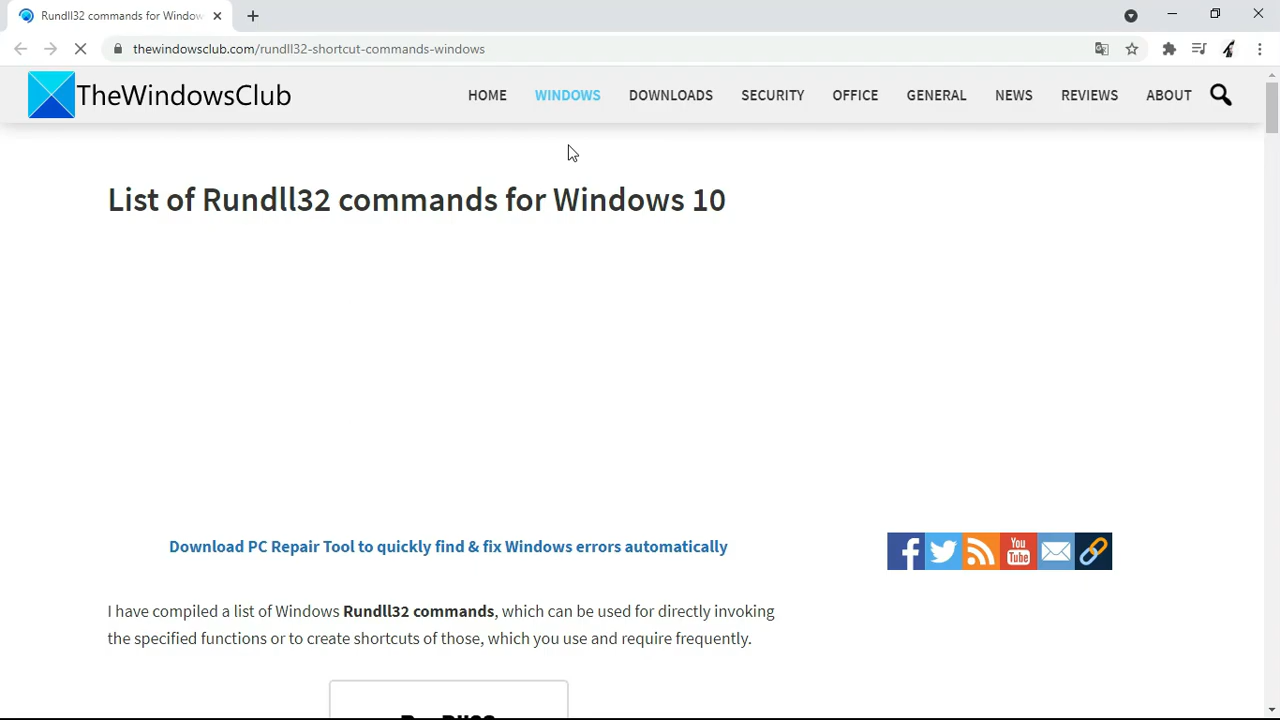 Rundll32 commands for Window
thewindowsclub.com/rundll32-shortcut-commands-windows
TheWindowsClub
HOME WINDOWS DOWNLOADS SECURITY OFFICE GENERAL NEWS REVIEWS ABOUT
List of Rundll32 commands for Windows 10
Download PC Repair Tool to quickly find & fix Windows errors automatically
You
Tube
I have compiled a list of Windows Rundll32 commands, which can be used for directly invoking
the specified functions or to create shortcuts of those, which you use and require frequently.